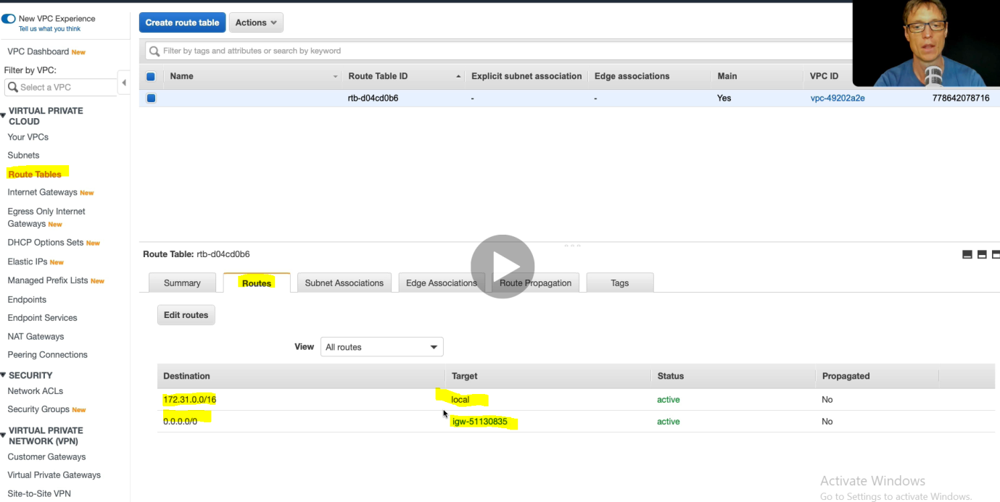 New VPC Experience
Tell us what you think
VPC Dashboard New
Filter by VPC:
Select a VPC
VIRTUAL PRIVATE
CLOUD
Your VPCs
Subnets
Route Tables
Internet Gateways New
Egress Only Internet
Gateways New
DHCP Options Sets New
Elastic IPs New
Managed Prefix Lists New
Endpoints
Endpoint Services
NAT Gateways
Peering Connections
SECURITY
Network ACLs
Security Groups New
VIRTUAL PRIVATE
NETWORK (VPN)
Customer Gateways
Virtual Private Gateways
Site-to-Site VPN
Create route table Actions
Filter by tags and attributes or search by keyword
Name Route Table ID Explicit subnet association Edge associations Main VPC ID
rtb-d04cd0b6 - - Yes vpc-49202a2e 778642078716
Route Table: rtb-d04cd0b6
Summary Routes Subnet Associations Edge Associations Route Propagation Tags
Edit routes
View All routes
Destination Target Status Propagated
172.31.0.0/16 local active No
0.0.0.0/0 igw-51130835 active No
Activate Windows
Go to Settings to activate Windows.